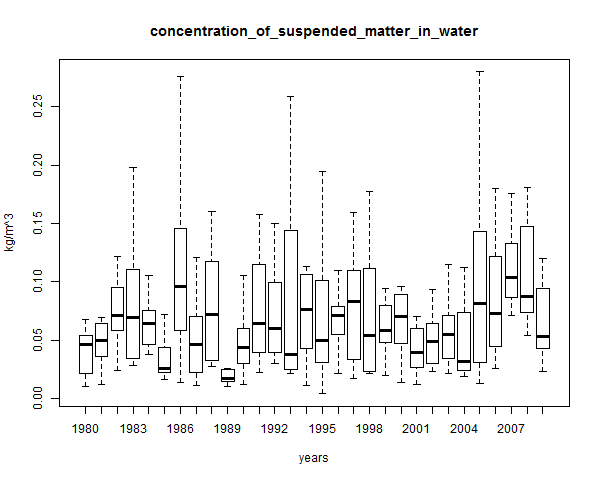 concentration_of_suspended_matter_in_water
kg/m^3
0.25
0.20
0.15
0.10
0.05
0.00
1980 1983 1986 1989 1992 1995 1998 2001 2004 2007
years